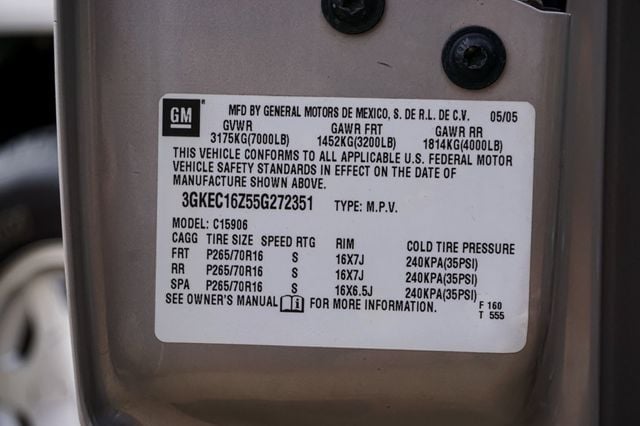 GM MFD BY GENERAL MOTORS DE MEXICO, S. DE R.L. DE C.V. 05/05
GVWR GAWR FRT GAWR RR
3175KG(7000LB) 1452KG(3200LB) 1814KG(4000LB)
THIS VEHICLE CONFORMS TO ALL APPLICABLE U.S. FEDERAL MOTOR
VEHICLE SAFETY STANDARDS IN EFFECT ON THE DATE OF
MANUFACTURE SHOWN ABOVE.
3GKEC16Z55G272351 TYPE: M.P.V.
MODEL: C15906
CAGG TIRE SIZE SPEED RTG RIM COLD TIRE PRESSURE
FRT P265/70R16 S 16X7J 240KPA(35PSI)
RR P265/70R16 S 16X7J 240KPA(35PSI)
SPA P265/70R16 S 16X6.5J 240KPA(35PSI)
SEE OWNER'S MANUAL FOR MORE INFORMATION. F 160
T 555